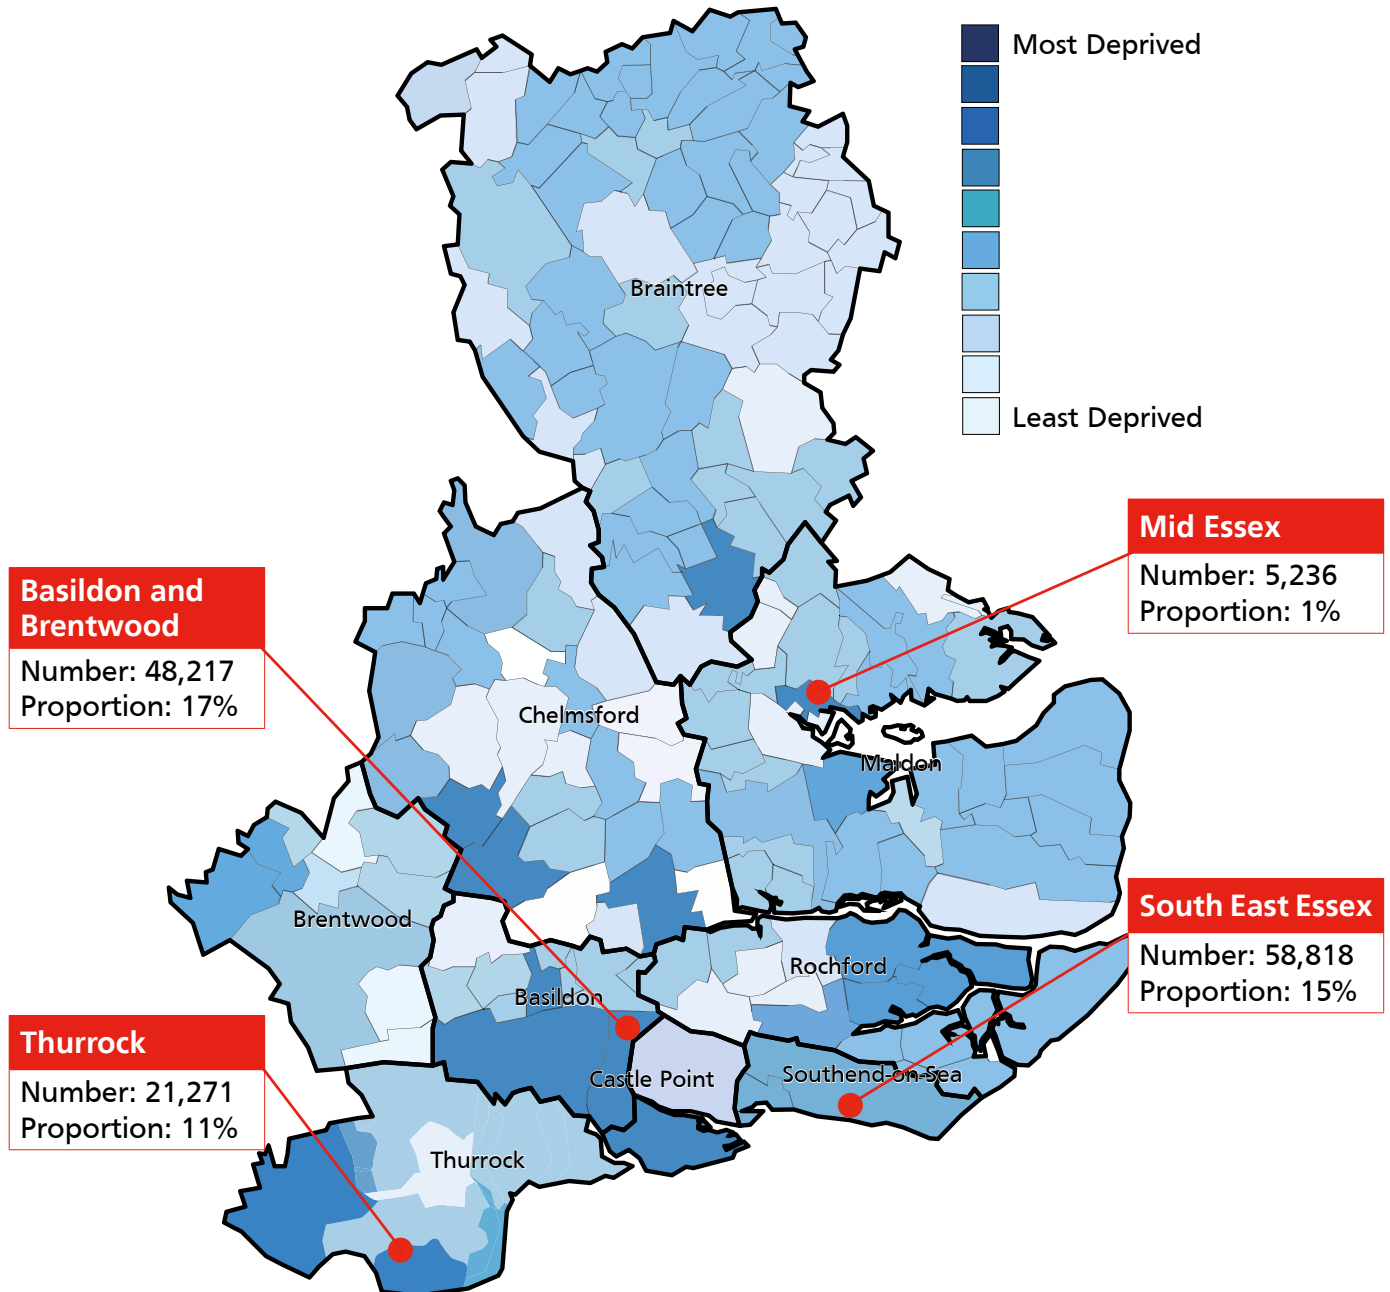 Most Deprived
Least Deprived
Braintree
Mid Essex
Number: 5,236
Proportion: 1%
Basildon and
Brentwood
Number: 48,217
Proportion: 17%
Chelmsford
Maldon
Brentwood
South East Essex
Number: 58,818
Proportion: 15%
Rochford
Basildon
Thurrock
Number: 21,271
Proportion: 11%
Castle Point
Southend-on-Sea
Thurrock